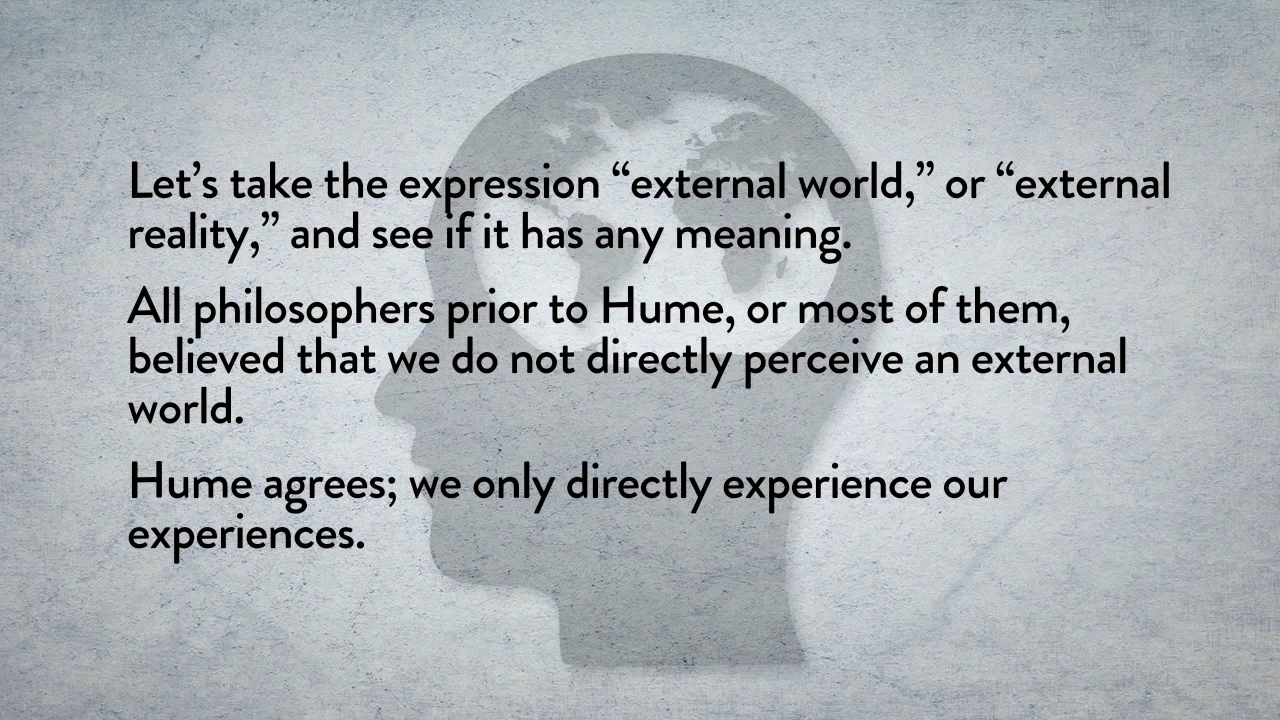 Let’s take the expression “external world,” or “external
reality,” and see if it has any meaning.
All philosophers prior to Hume, or most of them,
believed that we do not directly perceive an external
world.
Hume agrees; we only directly experience our
experiences.